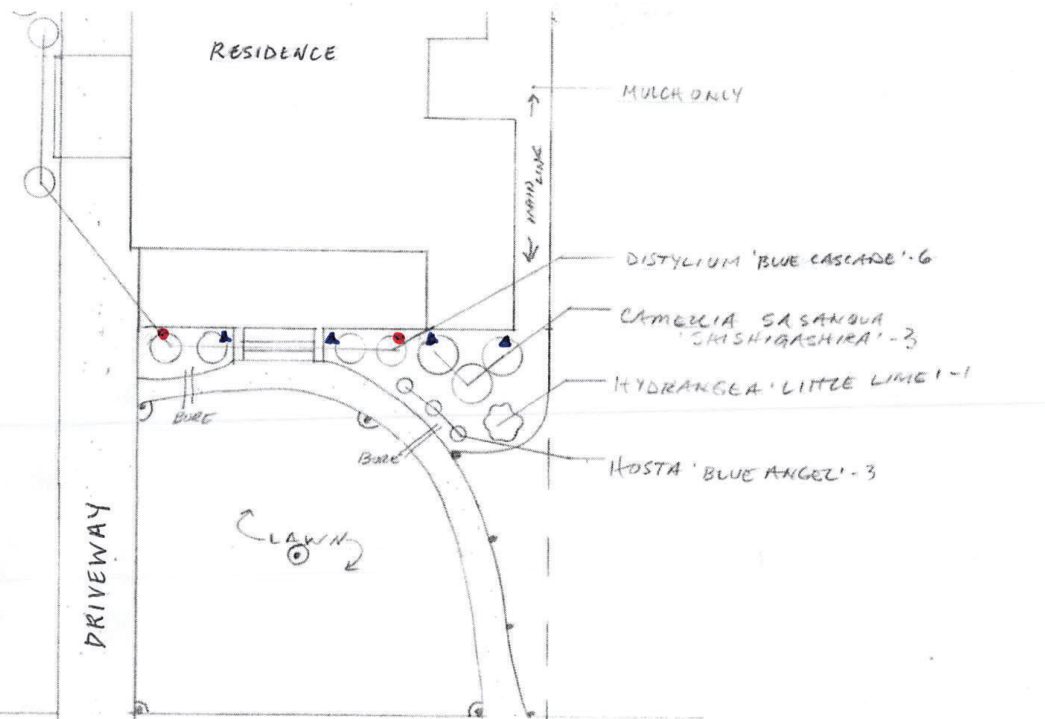 RESIDENCE
MULCH ONLY
MAIN LINE
DISTYLIUM 'BLUE CASCADE'-6
CAMELLIA SASANQUA
'SHISHIGASHIRA'-3
HYDRANGEA 'LITTLE LIME'-1
BORE
BORE
HOSTA 'BLUE ANGEL'-3
LAWN
DRIVEWAY